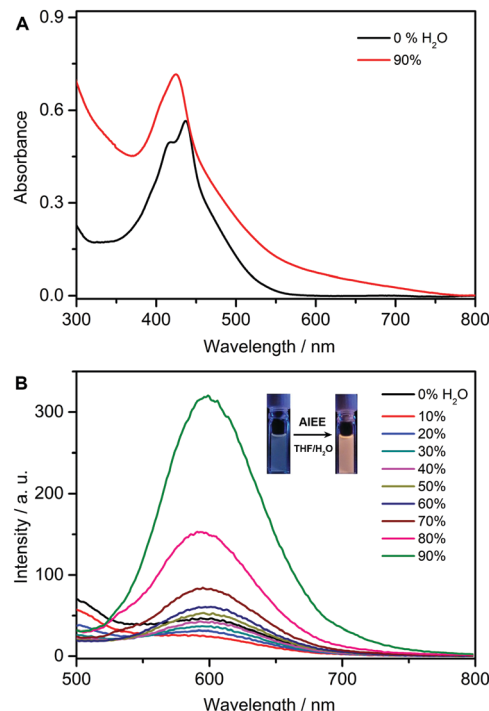 A
0.9
0.6
0.3
0.0
Absorbance
0 % H₂O
90%
300 400 500 600 700 800
Wavelength / nm
B
300
200
100
50
0
Intensity / a. u.
AIEE
THF/H₂O
0% H₂O
10%
20%
30%
40%
50%
60%
70%
80%
90%
500 600 700 800
Wavelength / nm